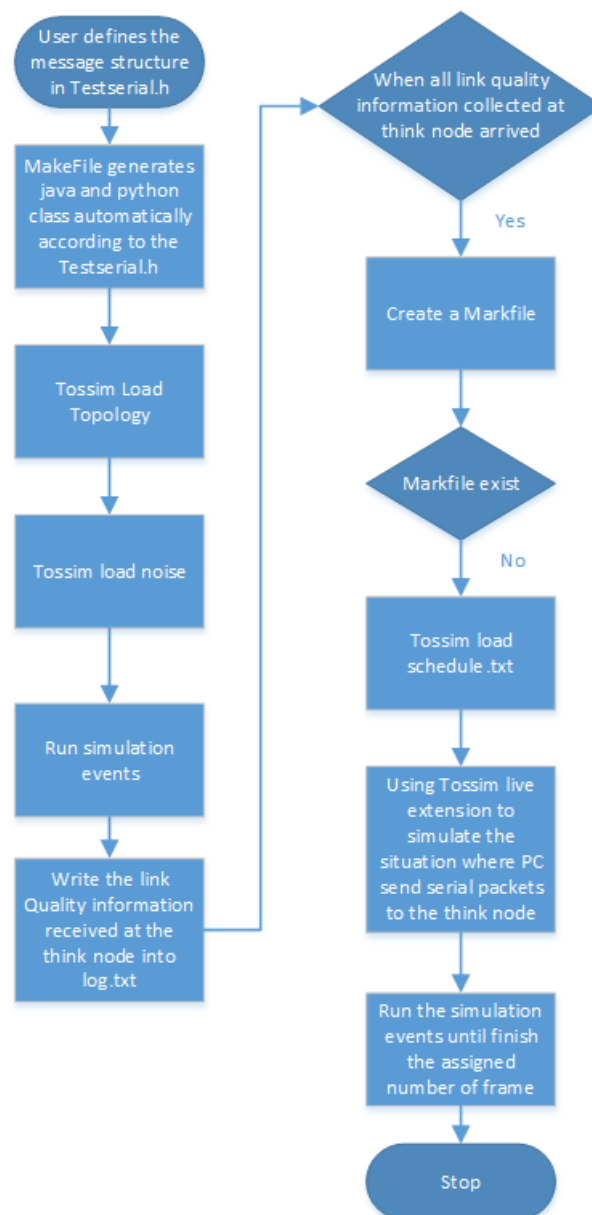 User defines the
message structure
in Testserial.h
MakeFile generates
java and python
class automatically
according to the
Testserial.h
Tossim Load
Topology
Tossim load noise
Run simulation
events
Write the link
Quality information
received at the
think node into
log.txt
When all link quality
information collected at
think node arrived
Yes
Create a Markfile
Markfile exist
No
Tossim load
schedule.txt
Using Tossim live
extension to
simulate the
situation where PC
send serial packets
to the think node
Run the simulation
events until finish
the assigned
number of frame
Stop